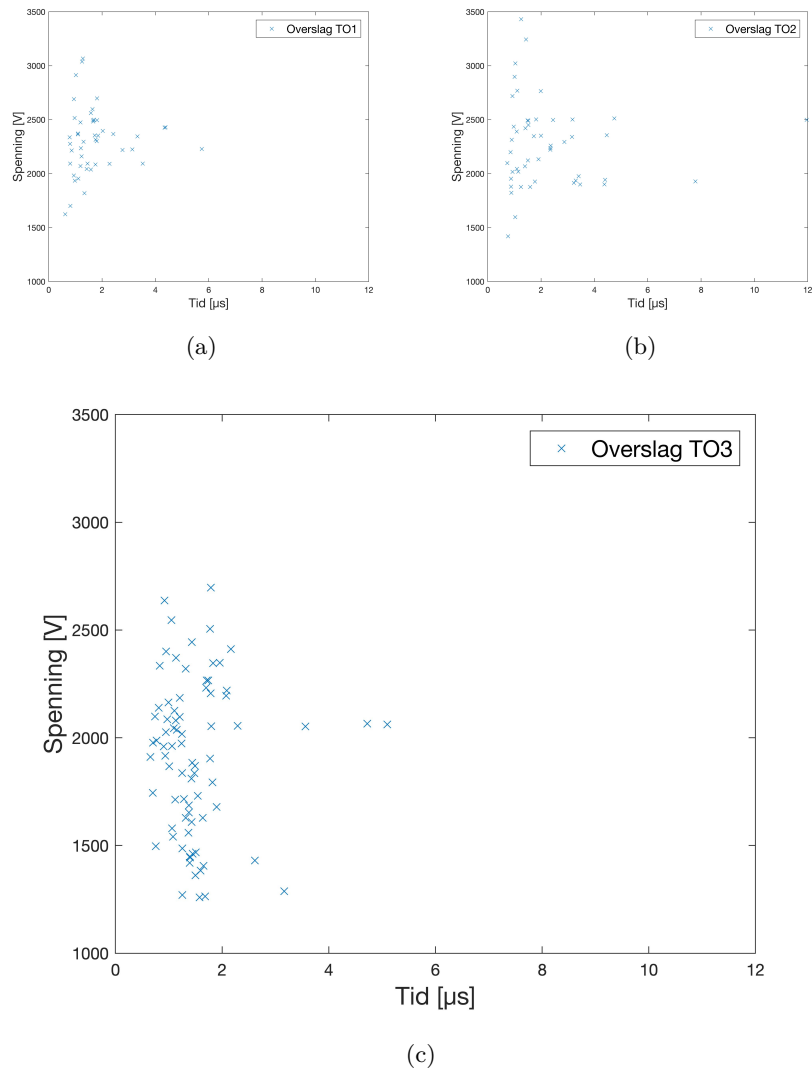 3500
3000
2500
2000
1500
1000
Spenning [V]
0 2 4 6 8 10 12
Tid [μs]
Overslag TO1
(a)
3500
3000
2500
2000
1500
1000
Spenning [V]
0 2 4 6 8 10 12
Tid [μs]
Overslag TO2
(b)
3500
3000
2500
2000
1500
1000
Spenning [V]
0 2 4 6 8 10 12
Tid [μs]
Overslag TO3
(c)